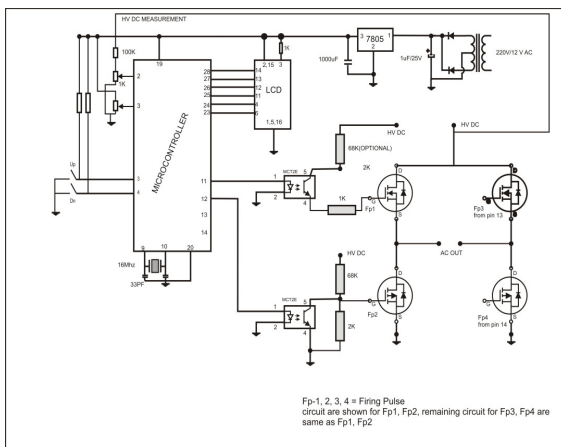 HV DC MEASUREMENT
7805
3
1
2
1K
100K
1000uF
1uF/25V
220V/12 V AC
19
2,15
3
28
14
27
13
26
12
25
11
24
4
23
6
LCD
1,5,16
2
1K
3
MICROCONTROLLER
HV DC
HV DC
68K(OPTIONAL)
2K
Up
Dn
3
4
11
12
13
14
1
2
MCT2E
5
4
1K
D
G
S
Fp1
D
G
S
Fp3
from pin 13
AC OUT
9
10
20
16Mhz
33PF
HV DC
68K
MCT2E
1
2
5
4
2K
D
G
S
Fp2
D
G
S
Fp4
from pin 14
Fp-1, 2, 3, 4 = Firing Pulse
circuit are shown for Fp1, Fp2, remaining circuit for Fp3, Fp4 are
same as Fp1, Fp2